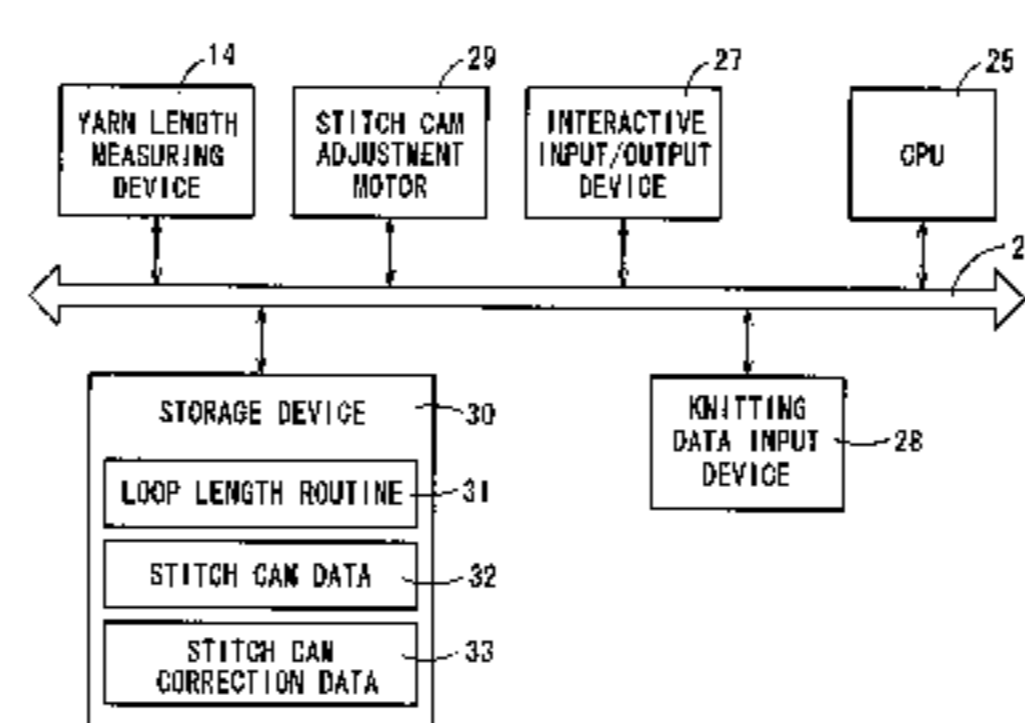 14
29
27
25
YARN LENGTH
MEASURING
DEVICE
STITCH CAM
ADJUSTMENT
MOTOR
INTERACTIVE
INPUT/OUTPUT
DEVICE
CPU
2
STORAGE DEVICE
30
LOOP LENGTH ROUTINE
31
STITCH CAM DATA
32
STITCH CAM
CORRECTION DATA
33
KNITTING
DATA INPUT
DEVICE
28